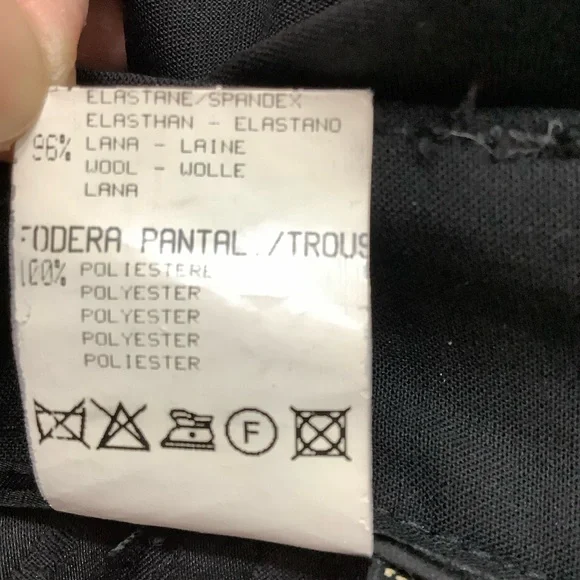 ELASTANE/SPANDEX
ELASTHAN - ELASTANO
96% LANA - LAINE
WOOL - WOLLE
LANA
FODERA PANTAL./TROUS
100% POLIESTERE
POLYESTER
POLYESTER
POLYESTER
POLIESTER
F